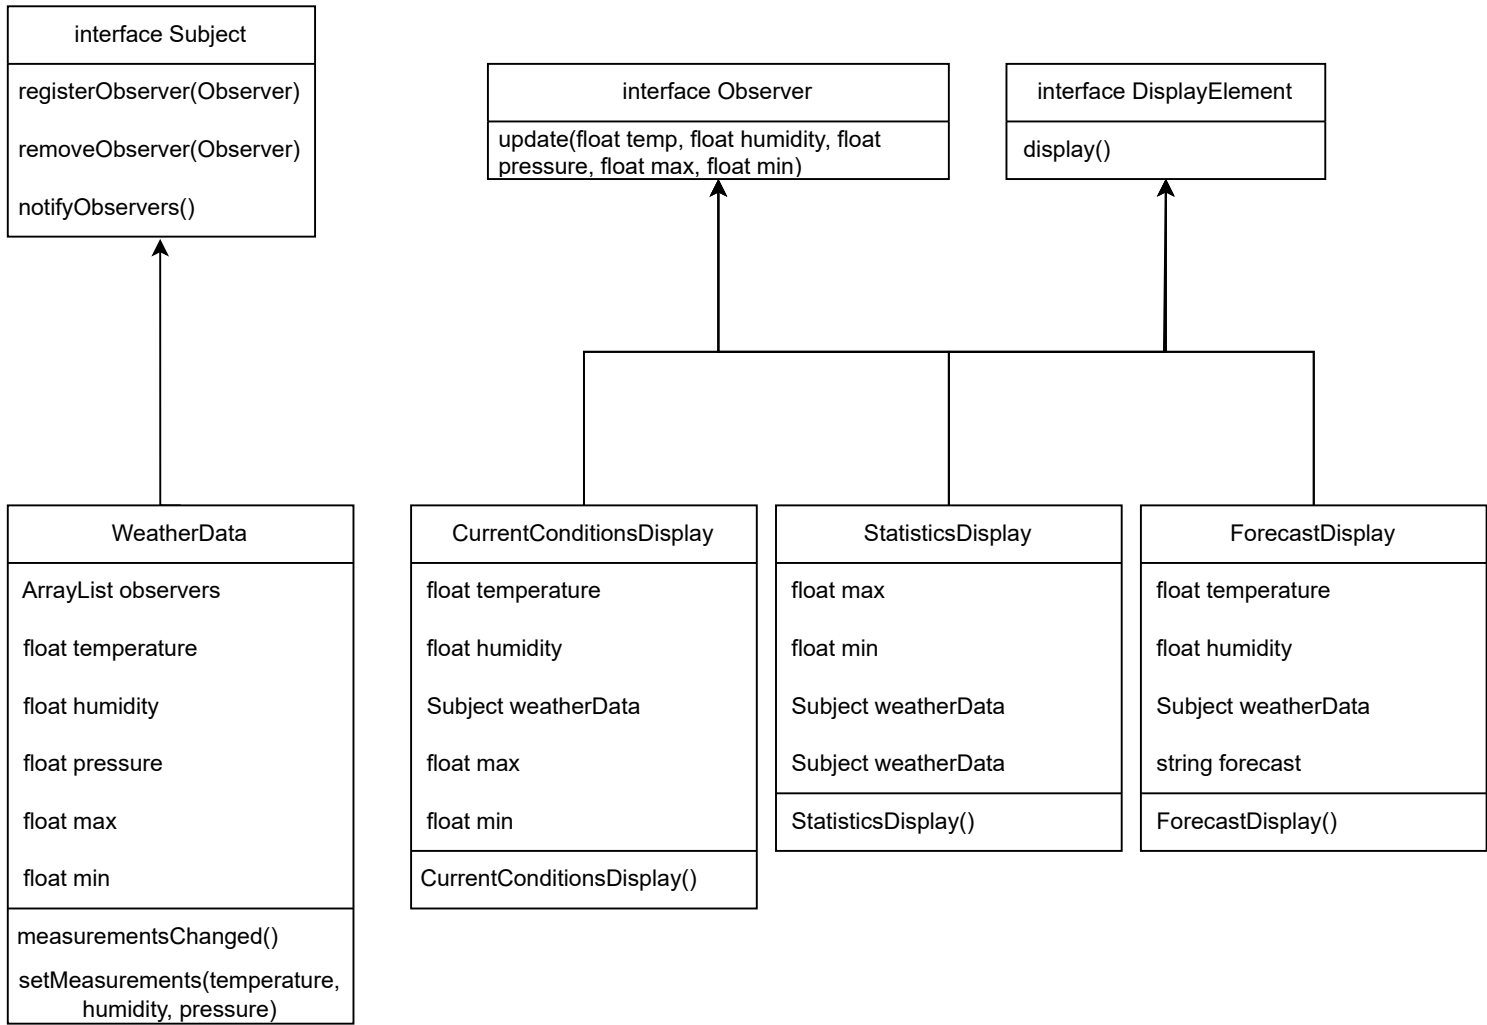 interface Subject
registerObserver(Observer)
removeObserver(Observer)
notifyObservers()
interface Observer
update(float temp, float humidity, float
pressure, float max, float min)
interface DisplayElement
display()
WeatherData
ArrayList observers
float temperature
float humidity
float pressure
float max
float min
measurementsChanged()
setMeasurements(temperature,
humidity, pressure)
CurrentConditionsDisplay
float temperature
float humidity
Subject weatherData
float max
float min
CurrentConditionsDisplay()
StatisticsDisplay
float max
float min
Subject weatherData
Subject weatherData
StatisticsDisplay()
ForecastDisplay
float temperature
float humidity
Subject weatherData
string forecast
ForecastDisplay()